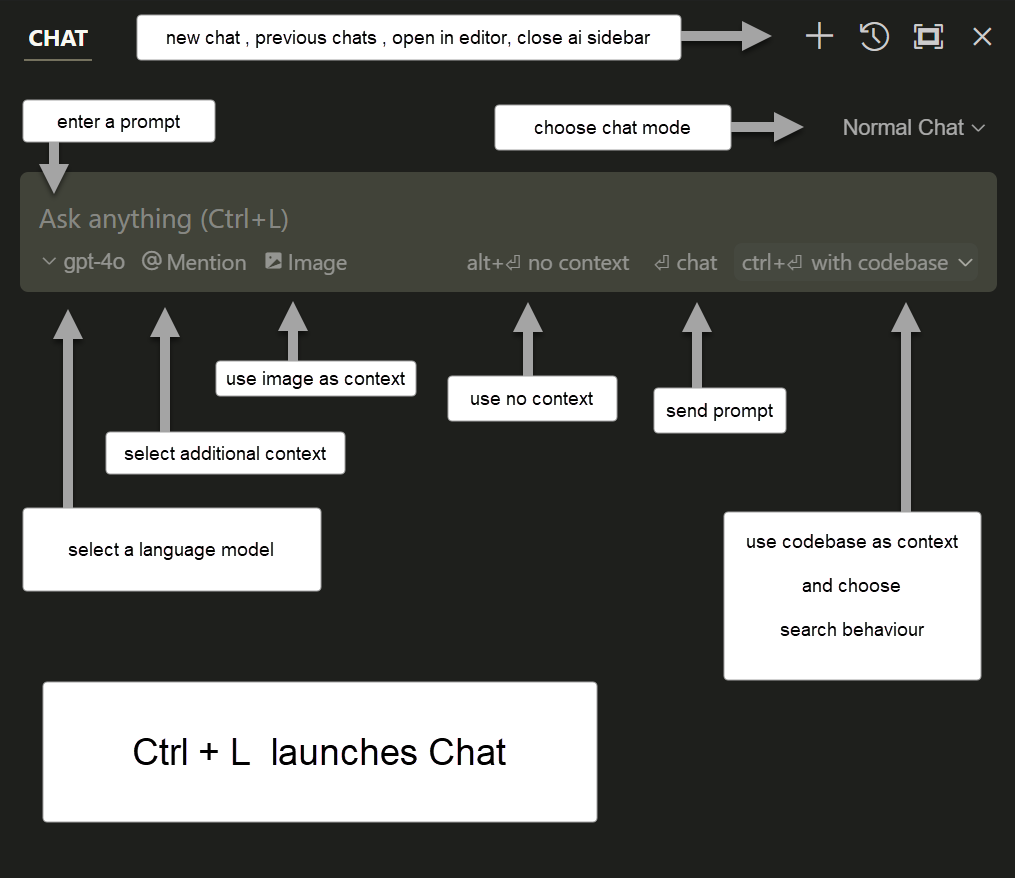 CHAT
new chat , previous chats , open in editor, close ai sidebar
enter a prompt
choose chat mode
Normal Chat
Ask anything (Ctrl+L)
gpt-4o @ Mention Image alt+⏎ no context ⏎ chat ctrl+⏎ with codebase
use image as context
use no context
send prompt
select additional context
select a language model
use codebase as context
and choose
search behaviour
Ctrl + L launches Chat